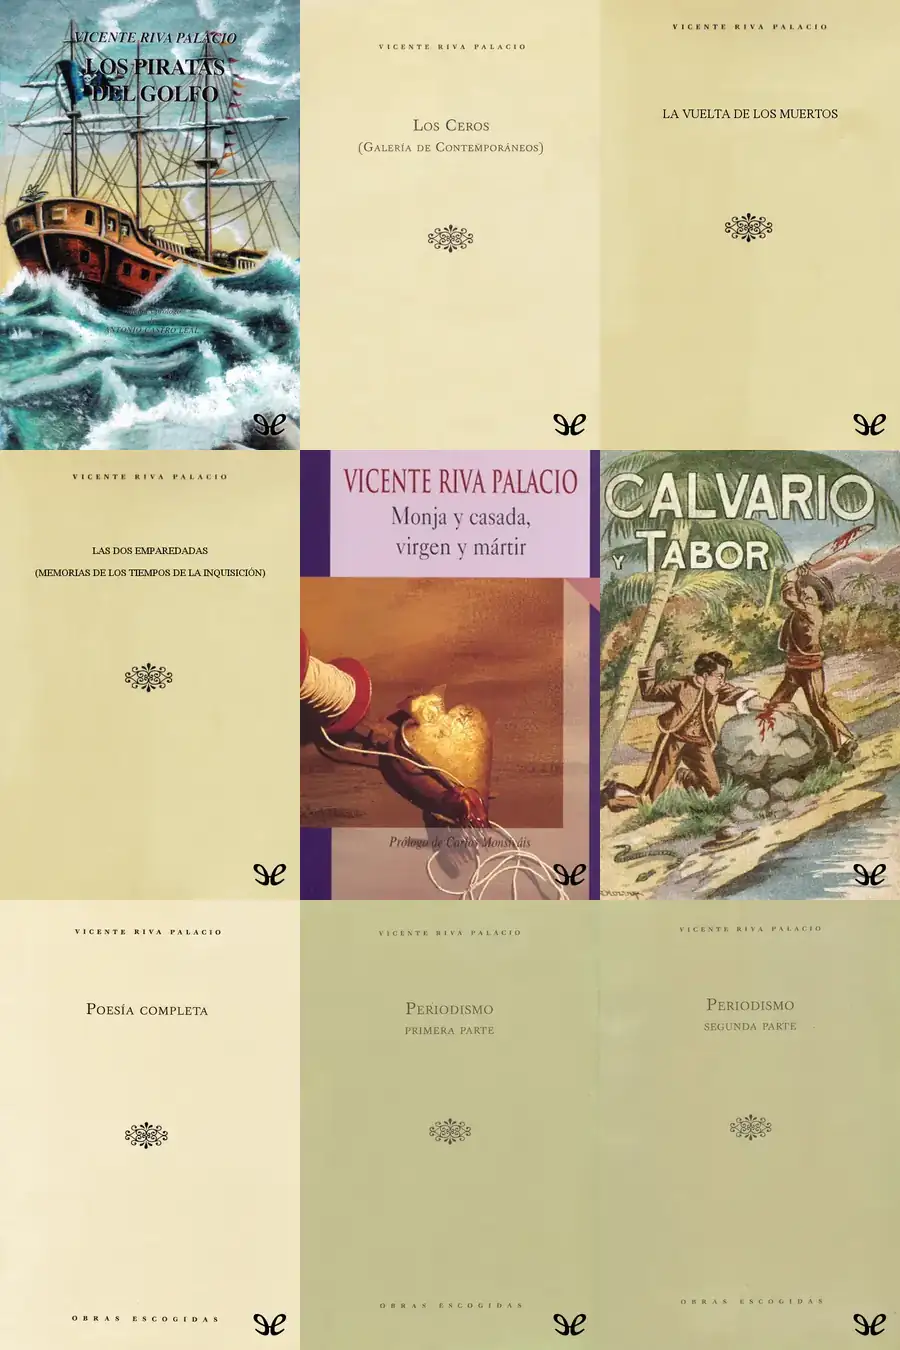 VICENTE RIVA PALACIO
LOS PIRATAS
DEL GOLFO
ANTONIO CASTRO LEAL
VICENTE RIVA PALACIO
Los Ceros
(Galería de Contemporáneos)
VICENTE RIVA PALACIO
LA VUELTA DE LOS MUERTOS
VICENTE RIVA PALACIO
LAS DOS EMPAREDADAS
(MEMORIAS DE LOS TIEMPOS DE LA INQUISICIÓN)
VICENTE RIVA PALACIO
Monja y casada,
virgen y mártir
Prólogo de Carlos Monsiváis
CALVARIO
Y TABOR
VICENTE RIVA PALACIO
Poesía completa
OBRAS ESCOGIDAS
VICENTE RIVA PALACIO
Periodismo
PRIMERA PARTE
OBRAS ESCOGIDAS
VICENTE RIVA PALACIO
Periodismo
SEGUNDA PARTE
OBRAS ESCOGIDAS